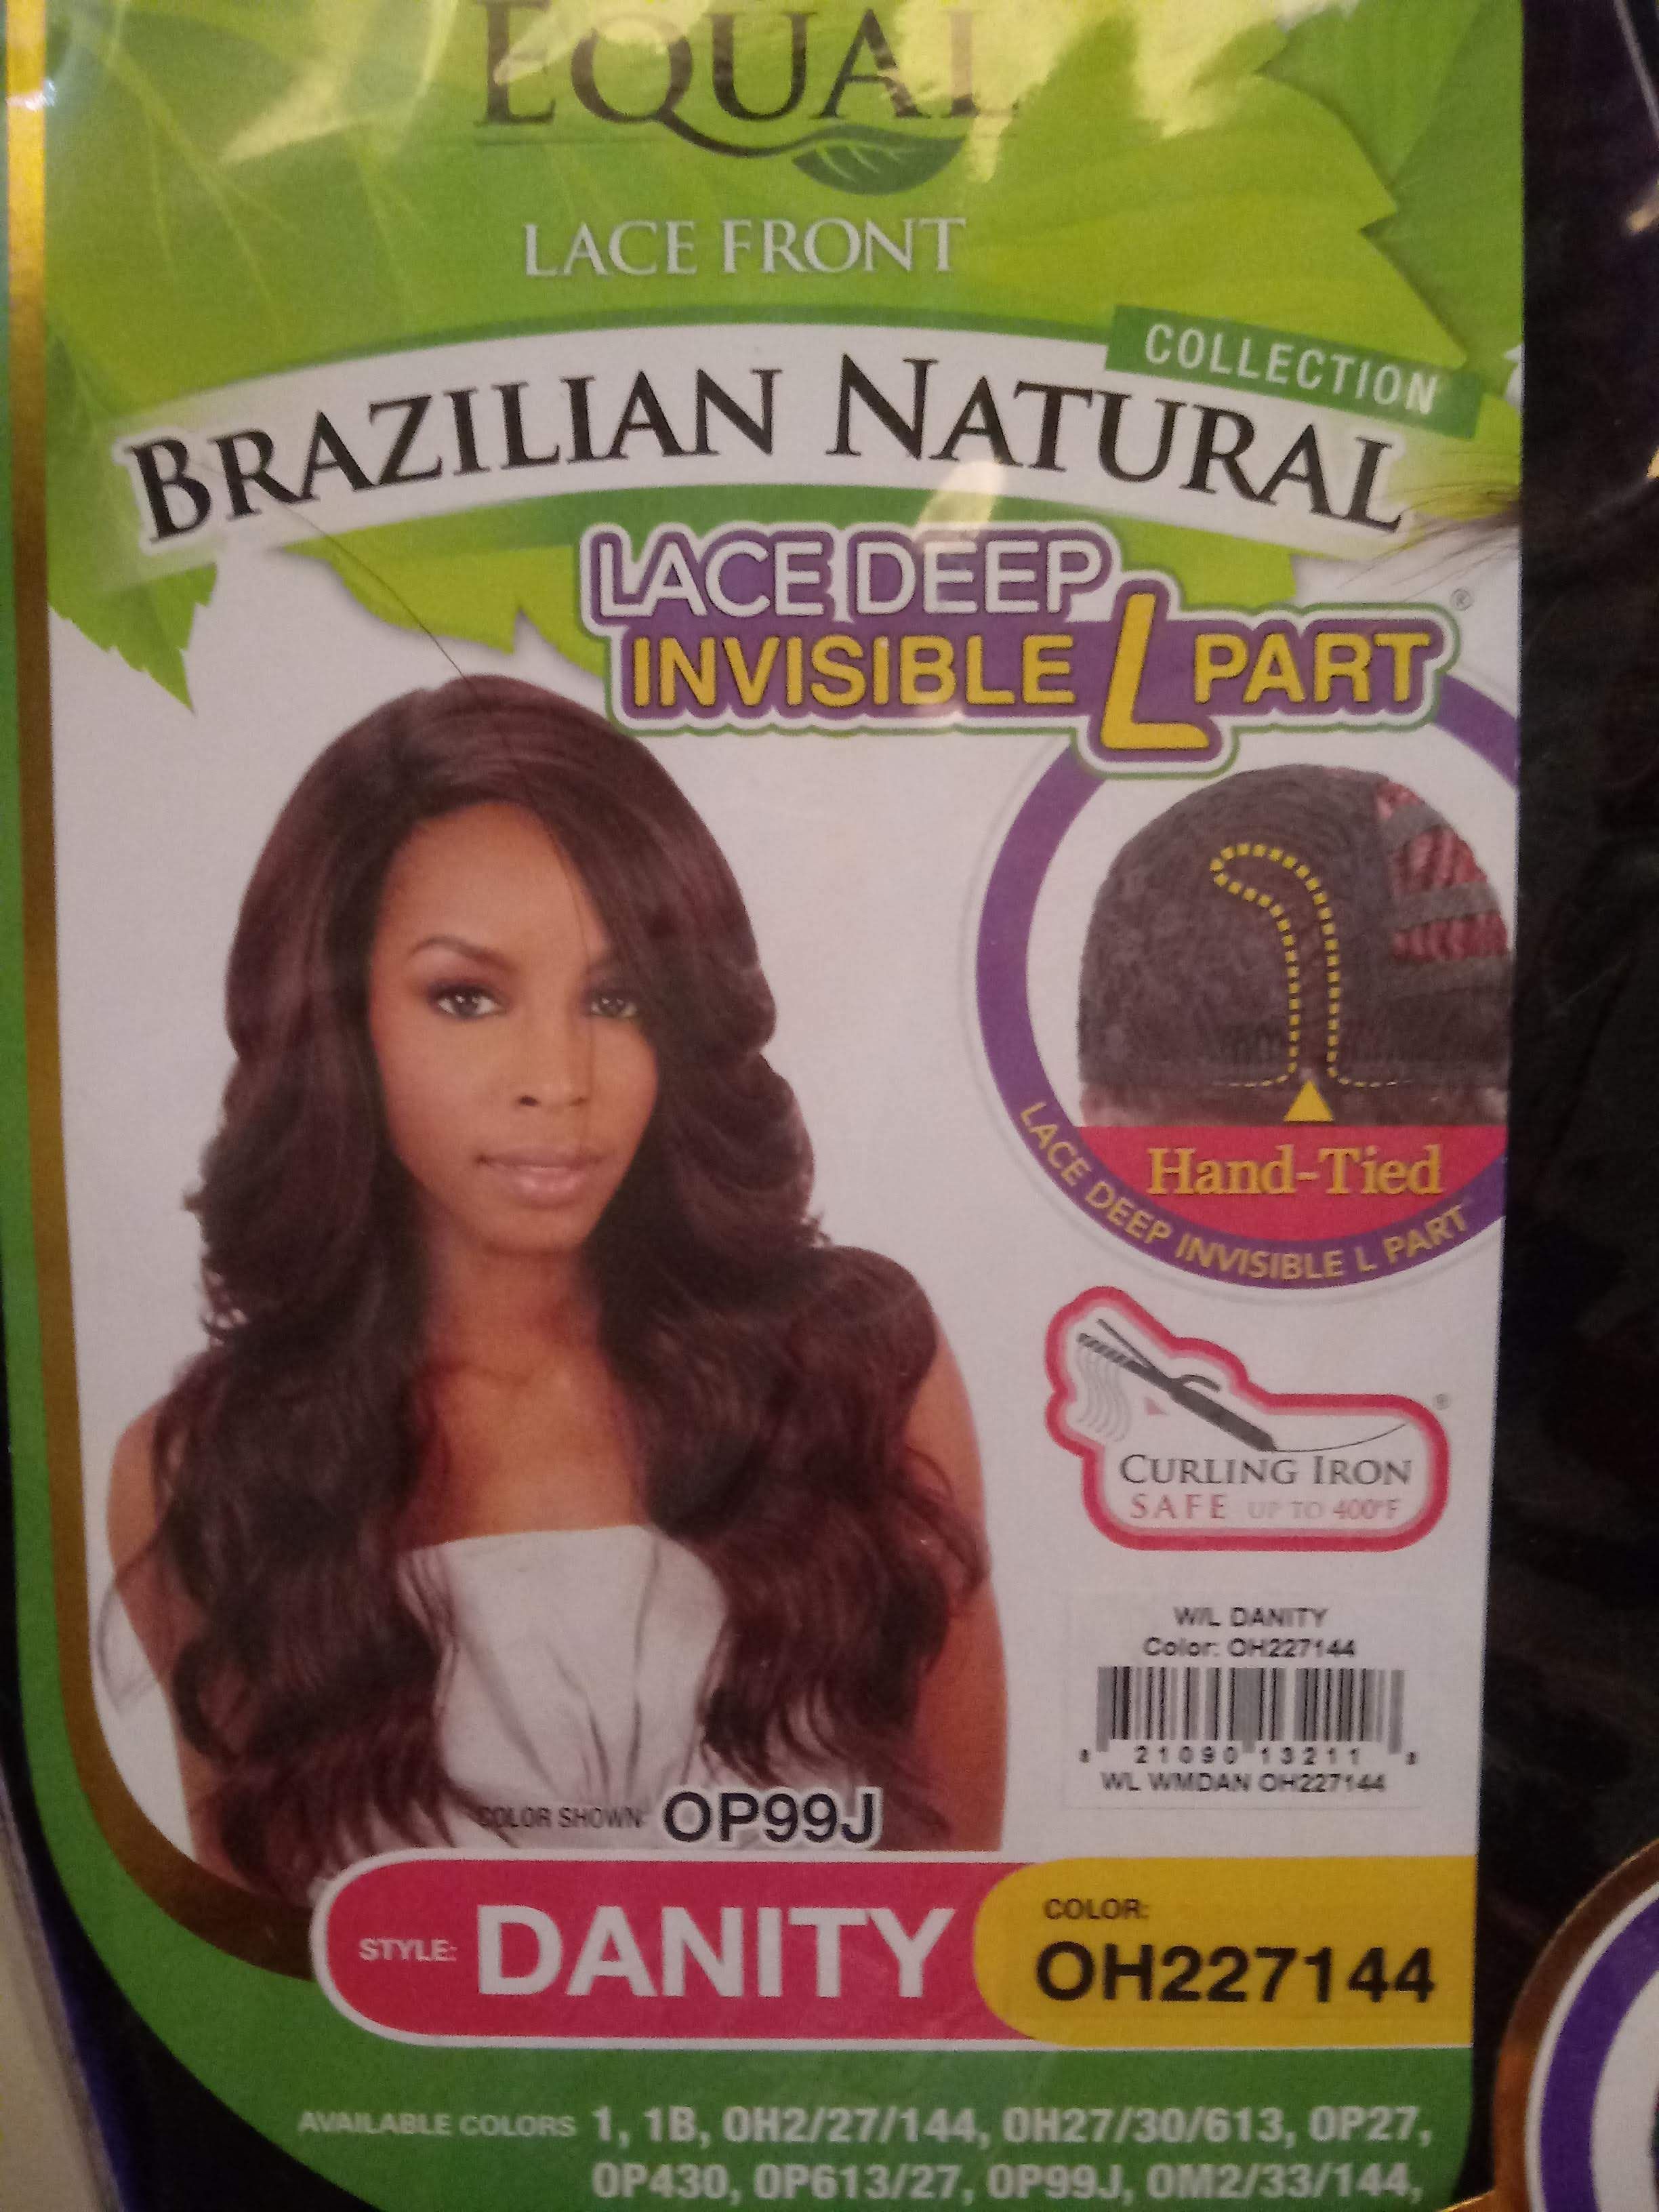 EQUAL
LACE FRONT
COLLECTION
BRAZILIAN NATURAL
LACE DEEP
INVISIBLE L PART ®
Hand-Tied
LACE DEEP INVISIBLE L PART
®
CURLING IRON
SAFE UP TO 400°F
W/L DANITY
Color: OH227144
8 21090 13211 8
WL WMDAN OH227144
COLOR SHOWN: OP99J
STYLE: DANITY
COLOR:
OH227144
AVAILABLE COLORS 1, 1B, OH2/27/144, OH27/30/613, OP27,
OP430, OP613/27, OP99J, OM2/33/144,